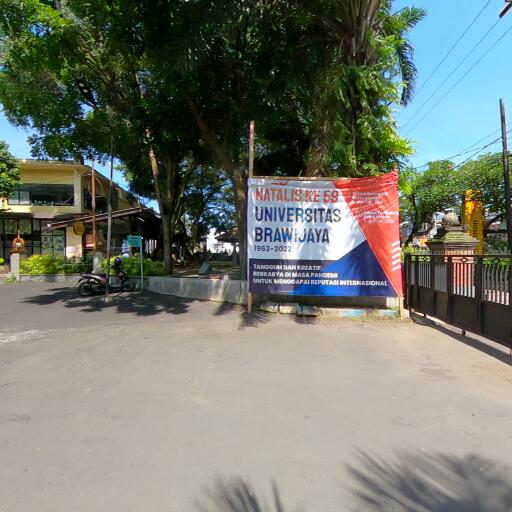 NATALIS KE 59
UNIVERSITAS
BRAWIJAYA
1963-2022
TANGGUH DAN KREATIF
BERKARYA DI MASA PANDEMI
UNTUK MENGGAPAI REPUTASI INTERNASIONAL